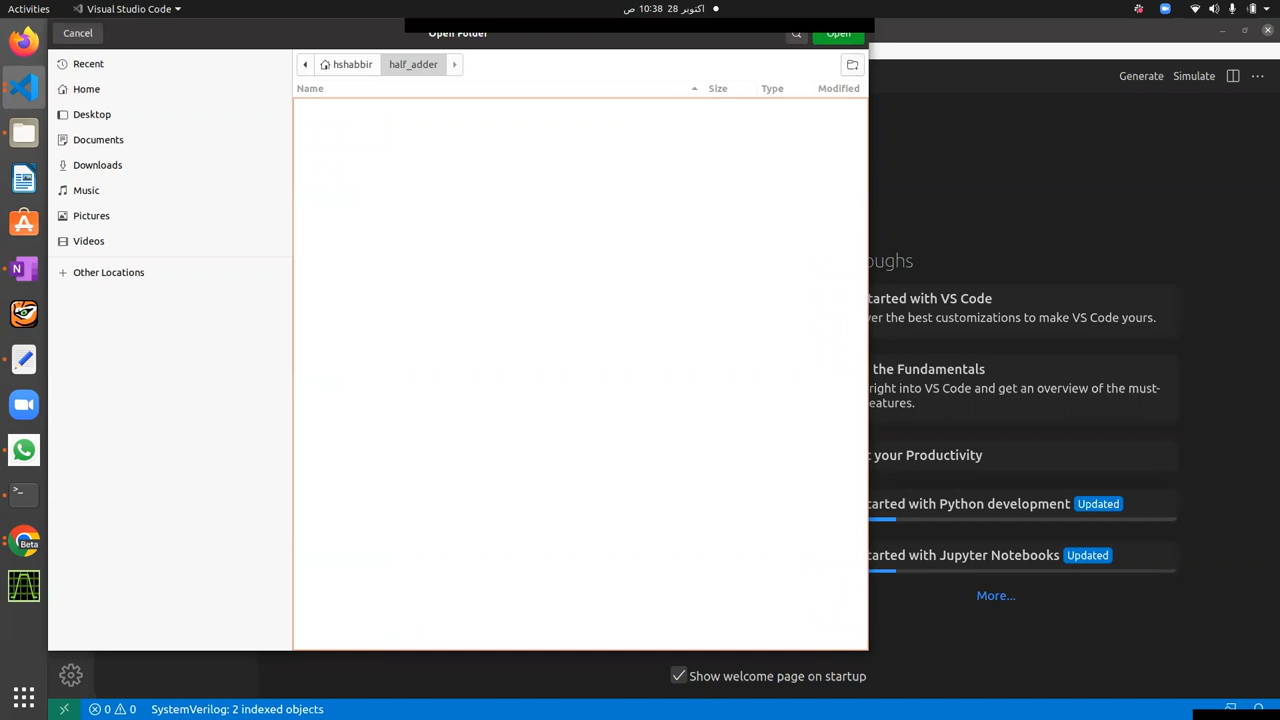 Activities
Visual Studio Code
اکتوبر 28 10:38 ص
Cancel
Open Folder
Open
Recent
Home
Desktop
Documents
Downloads
Music
Pictures
Videos
Other Locations
hshabbir
half_adder
Name
Size
Type
Modified
Generate
Simulate
oughs
tarted with VS Code
er the best customizations to make VS Code yours.
the Fundamentals
right into VS Code and get an overview of the must-
eatures.
t your Productivity
tarted with Python development Updated
tarted with Jupyter Notebooks Updated
More...
Show welcome page on startup
0 0 SystemVerilog: 2 indexed objects
Beta